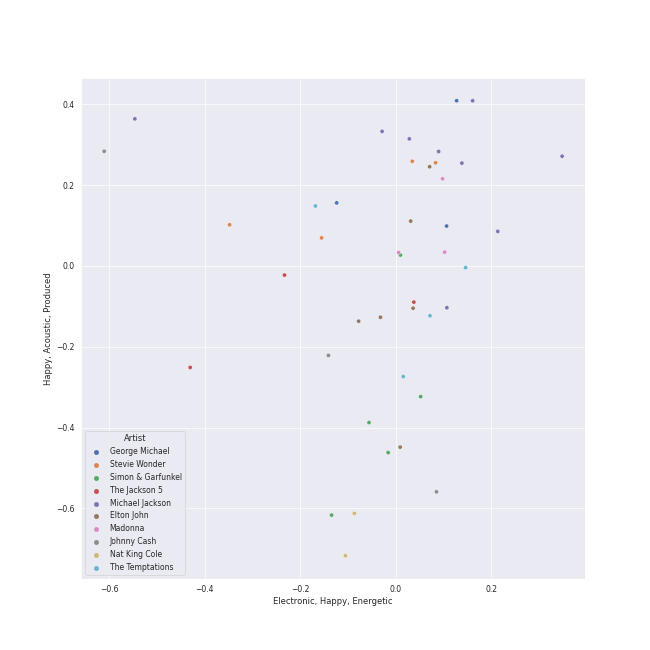 0.4
0.2
0.0
−0.2
−0.4
−0.6
Happy, Acoustic, Produced
Artist
George Michael
Stevie Wonder
Simon & Garfunkel
The Jackson 5
Michael Jackson
Elton John
Madonna
Johnny Cash
Nat King Cole
The Temptations
−0.6 −0.4 −0.2 0.0 0.2
Electronic, Happy, Energetic